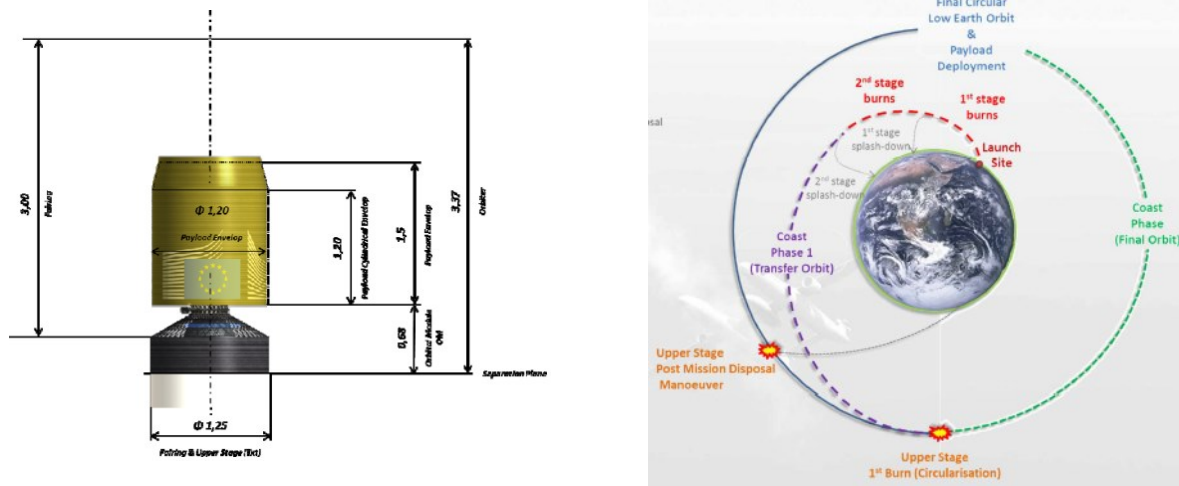 3,00
Fairing
Φ 1,20
Payload Envelop
1,20
Payload Cylindrical Envelop
1,5
Payload Envelop
3,37
Orbiter
0,68
Orbital Module
OM
Separation Plane
Φ 1,25
Fairing & Upper Stage (Ext)
Final Circular
Low Earth Orbit
&
Payload
Deployment
2nd stage
burns
1st stage
burns
1st stage
splash-down
Launch
Site
2nd stage
splash-down
Coast
Phase 1
(Transfer Orbit)
Coast
Phase
(Final Orbit)
Upper Stage
Post Mission Disposal
Manoeuver
Upper Stage
1st Burn (Circularisation)